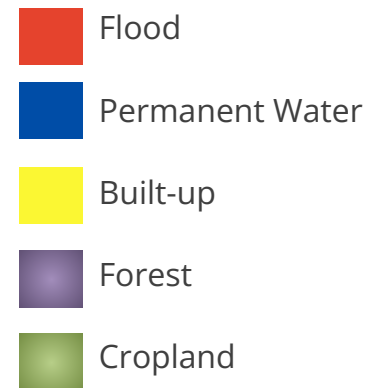 Flood
Permanent Water
Built-up
Forest
Cropland